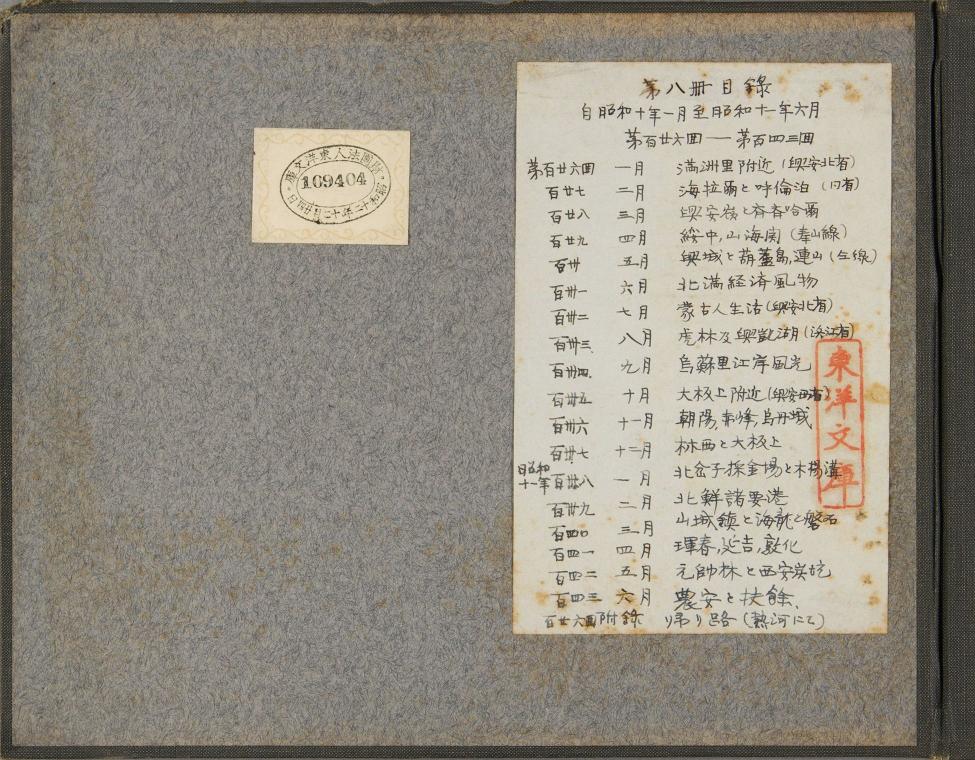 財團法人東洋文庫
109404
昭和十二年十二月廿四日
第八冊目錄
自昭和十年一月至昭和十一年六月
第百廿六回——第百四三回
第百廿六回 一月 滿洲里附近（興安北省）
百廿七 二月 海拉爾と呼倫泊（同省）
百廿八 三月 興安嶺と齊齊哈爾
百廿九 四月 綏中,山海関（奉山線）
百卅 五月 興城と葫蘆島,連山（仝線）
百卅一 六月 北満経済風物
百卅二 七月 蒙古人生活（興安北省）
百卅三 八月 虎林及興凱湖（浜江省）
百卅四 九月 烏蘇里江岸風光
百卅五 十月 大板上附近（興安西省）
百卅六 十一月 朝陽,赤峰,烏丹城
百卅七 十二月 林西と大板上
昭和十一年 百卅八 一月 北岔子採金場と木楊溝
百卅九 二月 北鮮諸要港
百四〇 三月 山城鎮と海龍と磐石
百四一 四月 琿春,延吉,敦化
百四二 五月 元帥林と西安炭坑
百四三 六月 農安と扶餘.
百廿六回附錄 帰り路（熱河にて）
東洋文庫